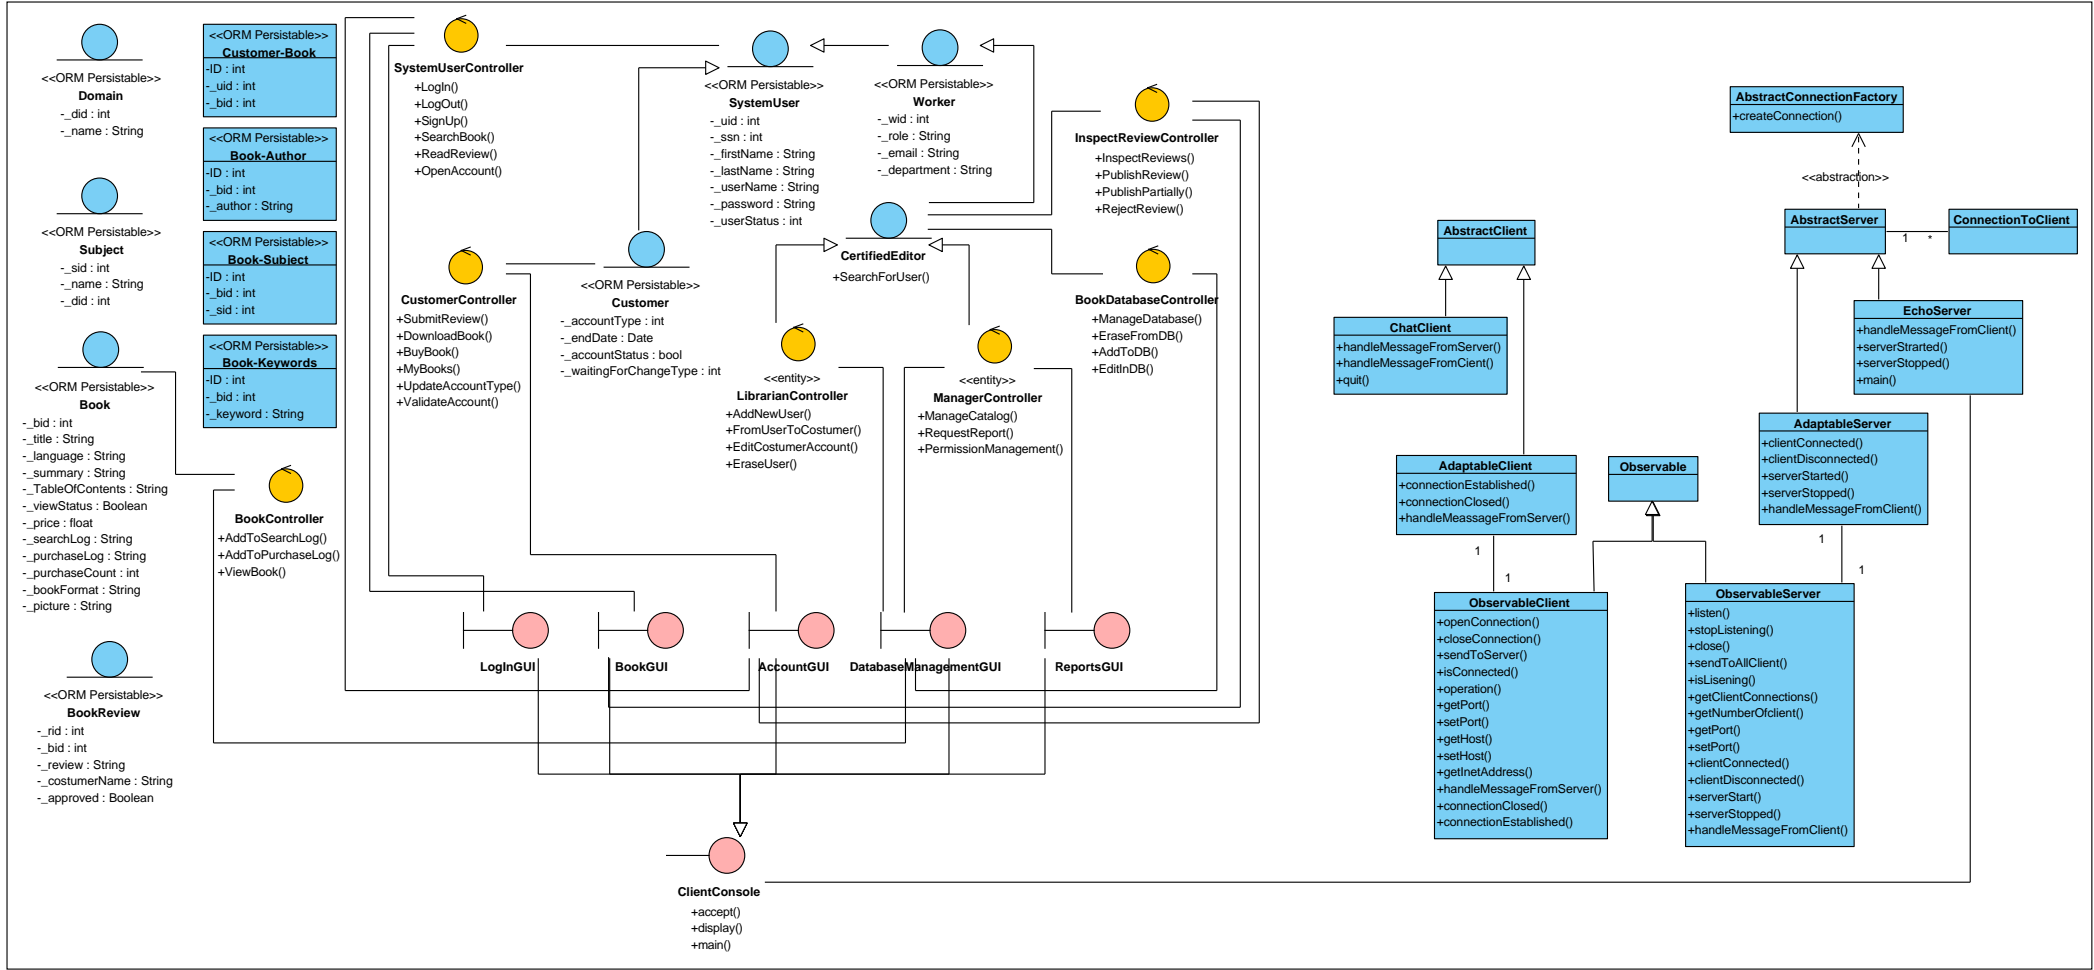 <<ORM Persistable>>
Domain
-_did : int
-_name : String
<<ORM Persistable>>
Subject
-_sid : int
-_name : String
-_did : int
<<ORM Persistable>>
Book
-_bid : int
-_title : String
-_language : String
-_summary : String
-_TableOfContents : String
-_viewStatus : Boolean
-_price : float
-_searchLog : String
-_purchaseLog : String
-_purchaseCount : int
-_bookFormat : String
-_picture : String
<<ORM Persistable>>
BookReview
-_rid : int
-_bid : int
-_review : String
-_costumerName : String
-_approved : Boolean
<<ORM Persistable>>
Customer-Book
-ID : int
-_uid : int
-_bid : int
<<ORM Persistable>>
Book-Author
-ID : int
-_bid : int
-_author : String
<<ORM Persistable>>
Book-Subject
-ID : int
-_bid : int
-_sid : int
<<ORM Persistable>>
Book-Keywords
-ID : int
-_bid : int
-_keyword : String
BookController
+AddToSearchLog()
+AddToPurchaseLog()
+ViewBook()
SystemUserController
+LogIn()
+LogOut()
+SignUp()
+SearchBook()
+ReadReview()
+OpenAccount()
CustomerController
+SubmitReview()
+DownloadBook()
+BuyBook()
+MyBooks()
+UpdateAccountType()
+ValidateAccount()
<<ORM Persistable>>
Customer
-_accountType : int
-_endDate : Date
-_accountStatus : bool
-_waitingForChangeType : int
<<ORM Persistable>>
SystemUser
-_uid : int
-_ssn : int
-_firstName : String
-_lastName : String
-_userName : String
-_password : String
-_userStatus : int
<<ORM Persistable>>
Worker
-_wid : int
-_role : String
-_email : String
-_department : String
CertifiedEditor
+SearchForUser()
<<entity>>
LibrarianController
+AddNewUser()
+FromUserToCostumer()
+EditCostumerAccount()
+EraseUser()
<<entity>>
ManagerController
+ManageCatalog()
+RequestReport()
+PermissionManagement()
InspectReviewController
+InspectReviews()
+PublishReview()
+PublishPartially()
+RejectReview()
BookDatabaseController
+ManageDatabase()
+EraseFromDB()
+AddToDB()
+EditInDB()
LogInGUI
BookGUI
AccountGUI
DatabaseManagementGUI
ReportsGUI
ClientConsole
+accept()
+display()
+main()
AbstractConnectionFactory
+createConnection()
<<abstraction>>
AbstractServer
1
*
ConnectionToClient
AbstractClient
ChatClient
+handleMessageFromServer()
+handleMessageFromCient()
+quit()
EchoServer
+handleMessageFromClient()
+serverStrarted()
+serverStopped()
+main()
AdaptableClient
+connectionEstablished()
+connectionClosed()
+handleMeassageFromServer()
Observable
AdaptableServer
+clientConnected()
+clientDisconnected()
+serverStarted()
+serverStopped()
+handleMessageFromClient()
1
1
1
1
ObservableClient
+openConnection()
+closeConnection()
+sendToServer()
+isConnected()
+operation()
+getPort()
+setPort()
+getHost()
+setHost()
+getInetAddress()
+handleMessageFromServer()
+connectionClosed()
+connectionEstablished()
ObservableServer
+listen()
+stopListening()
+close()
+sendToAllClient()
+isLisening()
+getClientConnections()
+getNumberOfclient()
+getPort()
+setPort()
+clientConnected()
+clientDisconnected()
+serverStart()
+serverStopped()
+handleMessageFromClient()